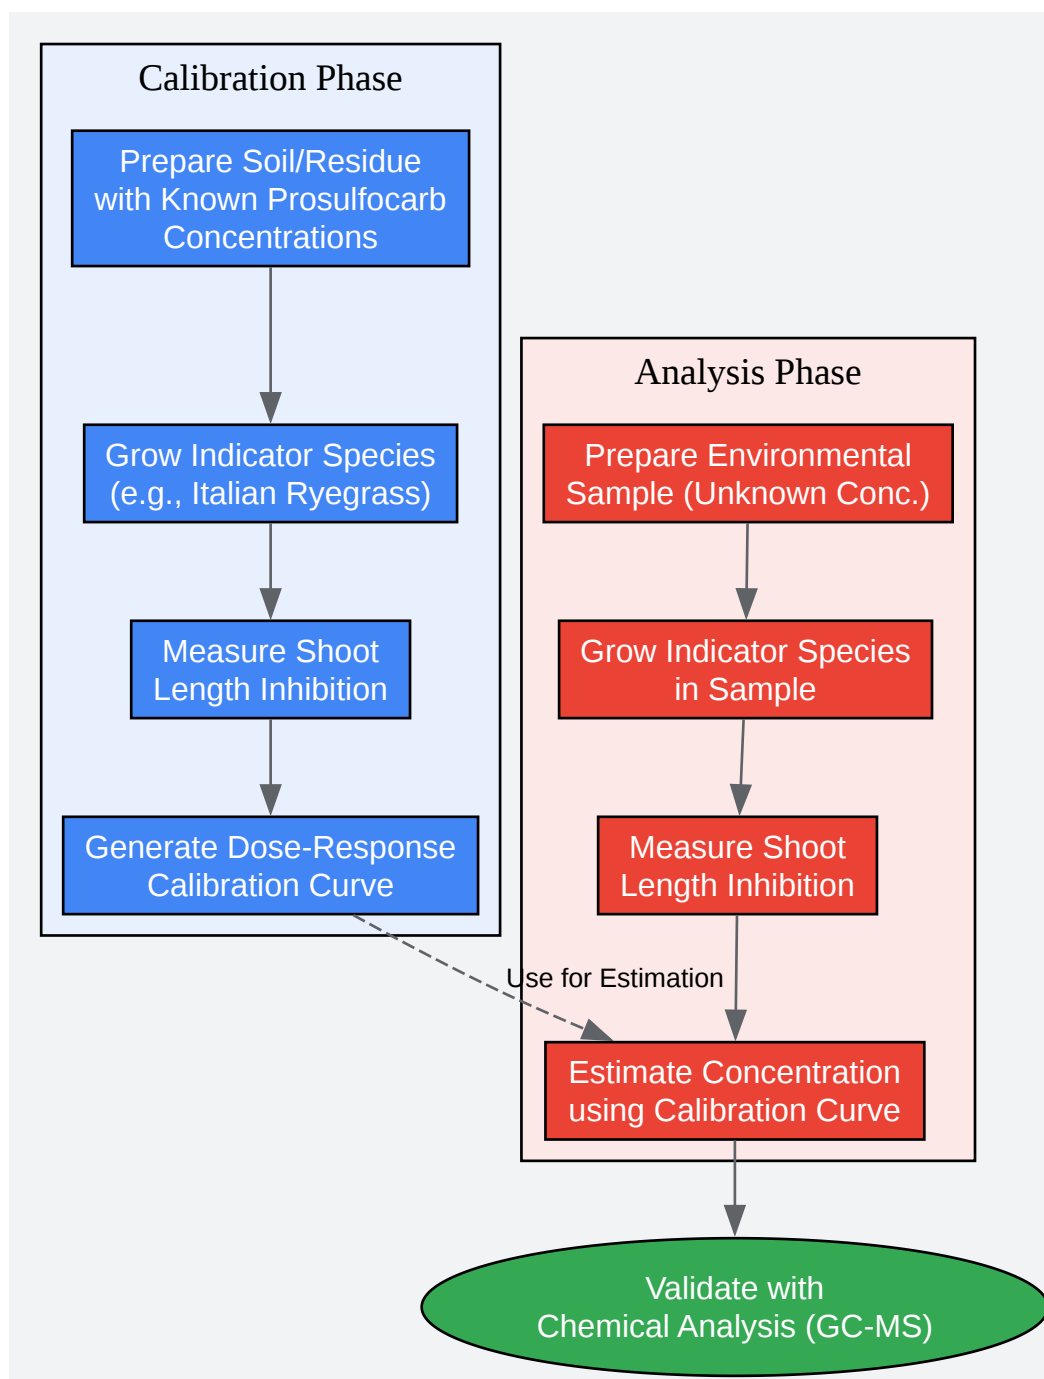 Calibration Phase
Prepare Soil/Residue
with Known Prosulfocarb
Concentrations
Grow Indicator Species
(e.g., Italian Ryegrass)
Measure Shoot
Length Inhibition
Generate Dose-Response
Calibration Curve
Use for Estimation
Analysis Phase
Prepare Environmental
Sample (Unknown Conc.)
Grow Indicator Species
in Sample
Measure Shoot
Length Inhibition
Estimate Concentration
using Calibration Curve
Validate with
Chemical Analysis (GC-MS)